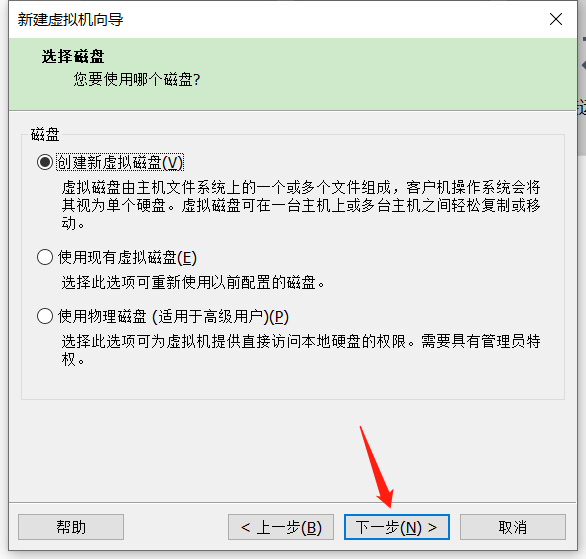 新建虚拟机向导
选择磁盘
您要使用哪个磁盘?
磁盘
创建新虚拟磁盘(V)
虚拟磁盘由主机文件系统上的一个或多个文件组成，客户机操作系统会将
其视为单个硬盘。虚拟磁盘可在一台主机上或多台主机之间轻松复制或移
动。
使用现有虚拟磁盘(E)
选择此选项可重新使用以前配置的磁盘。
使用物理磁盘 (适用于高级用户)(P)
选择此选项可为虚拟机提供直接访问本地硬盘的权限。需要具有管理员特
权。
帮助
< 上一步(B)
下一步(N) >
取消